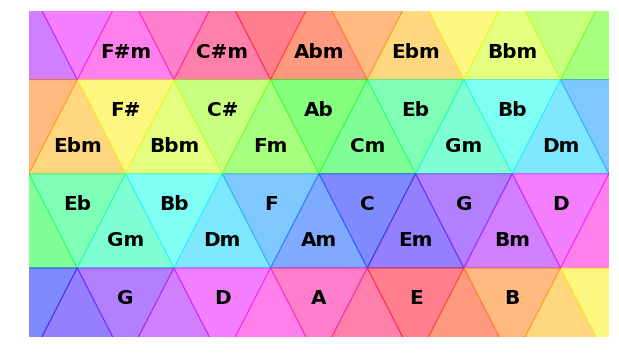 F#m C#m Abm Ebm Bbm
F# C# Ab Eb Bb
Ebm Bbm Fm Cm Gm Dm
Eb Bb F C G D
Gm Dm Am Em Bm
G D A E B